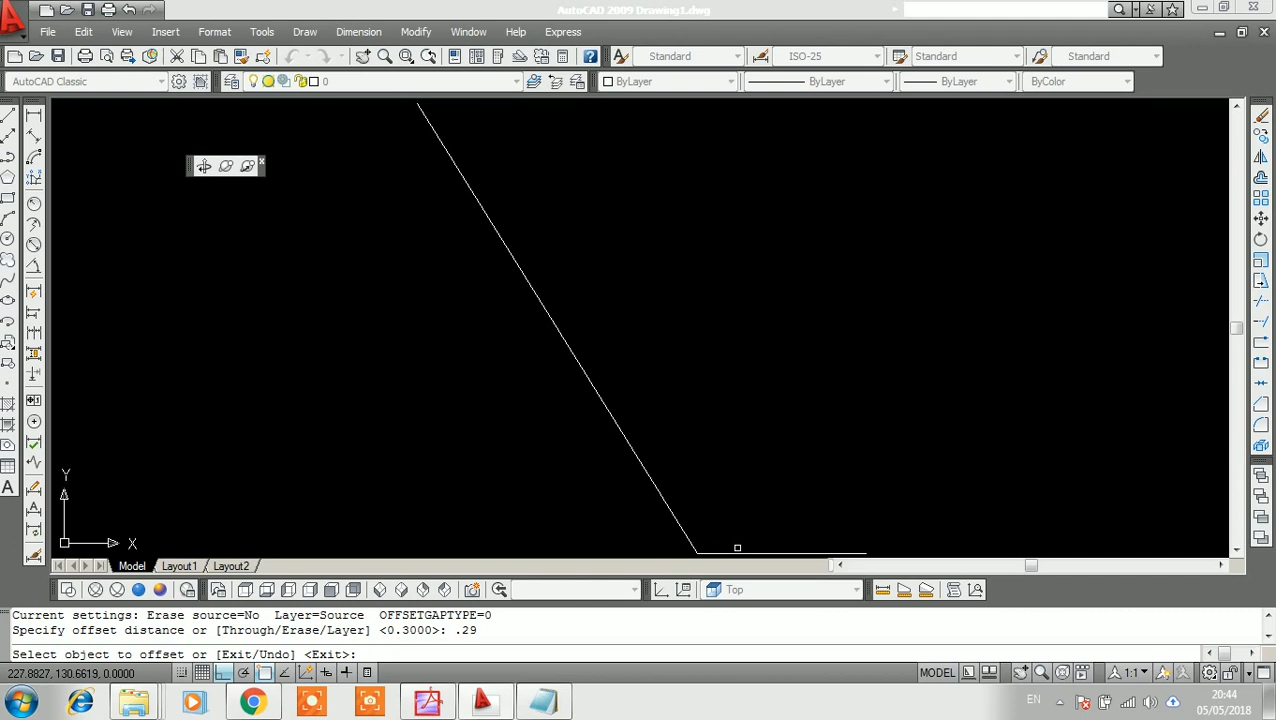 AutoCAD 2009 Drawing1.dwg
File Edit View Insert Format Tools Draw Dimension Modify Window Help Express
Standard ISO-25 Standard Standard
AutoCAD Classic 0 ByLayer ByLayer ByLayer ByColor
Y
X
Model Layout1 Layout2
Top
Current settings: Erase source=No Layer=Source OFFSETGAPTYPE=0
Specify offset distance or [Through/Erase/Layer] <0.3000>: .29
Select object to offset or [Exit/Undo] <Exit>:
227.8827, 130.6619, 0.0000 MODEL 1:1
EN 20:44
05/05/2018